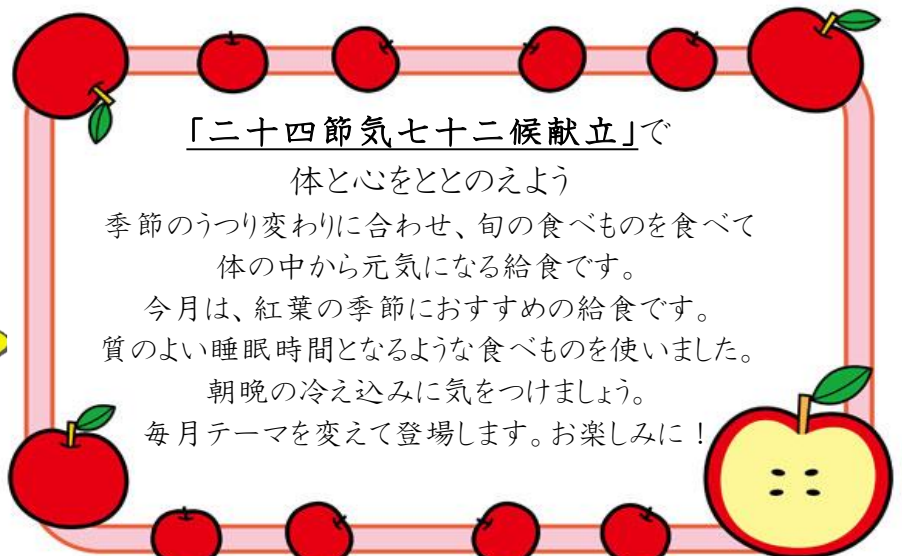 「二十四節気七十二候献立」で
体と心をととのえよう
季節のうつり変わりに合わせ、旬の食べものを食べて
体の中から元気になる給食です。
今月は、紅葉の季節におすすめの給食です。
質のよい睡眠時間となるような食べものを使いました。
朝晩の冷え込みに気をつけましょう。
毎月テーマを変えて登場します。お楽しみに！